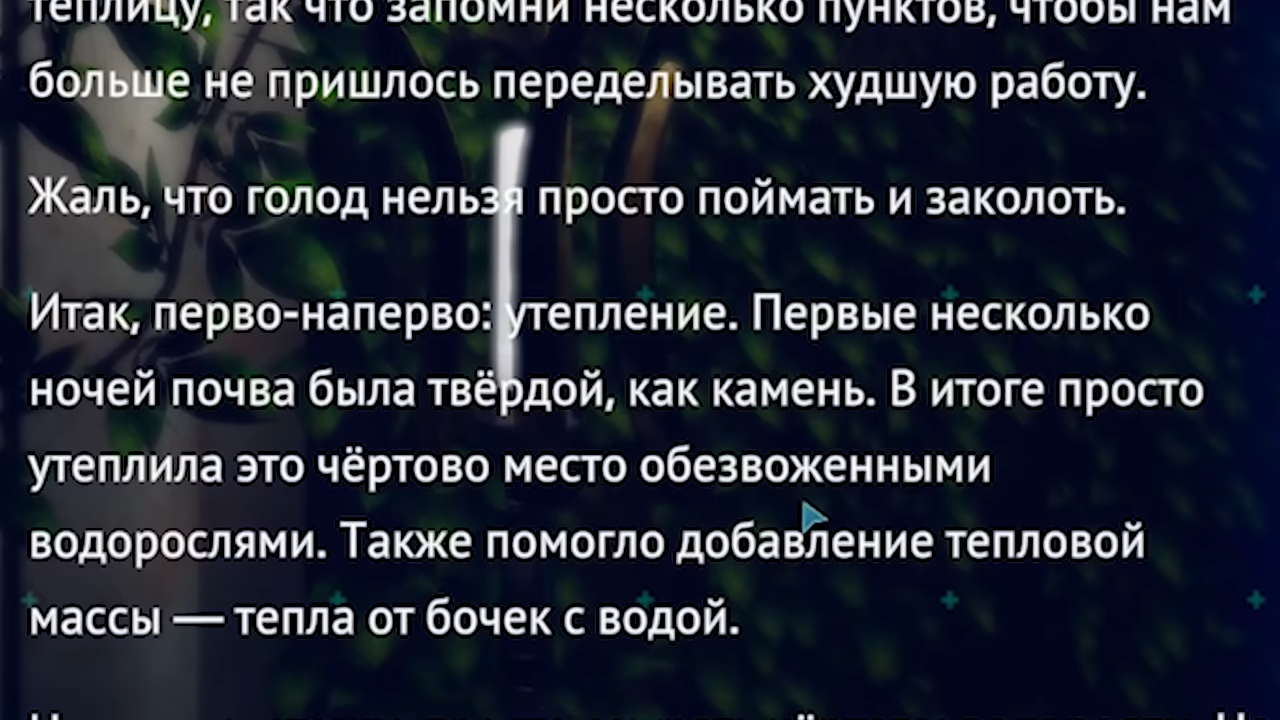 теплицу, так что запомни несколько пунктов, чтобы нам
больше не пришлось переделывать худшую работу.
Жаль, что голод нельзя просто поймать и заколоть.
Итак, перво-наперво: утепление. Первые несколько
ночей почва была твёрдой, как камень. В итоге просто
утеплила это чёртово место обезвоженными
водорослями. Также помогло добавление тепловой
массы — тепла от бочек с водой.